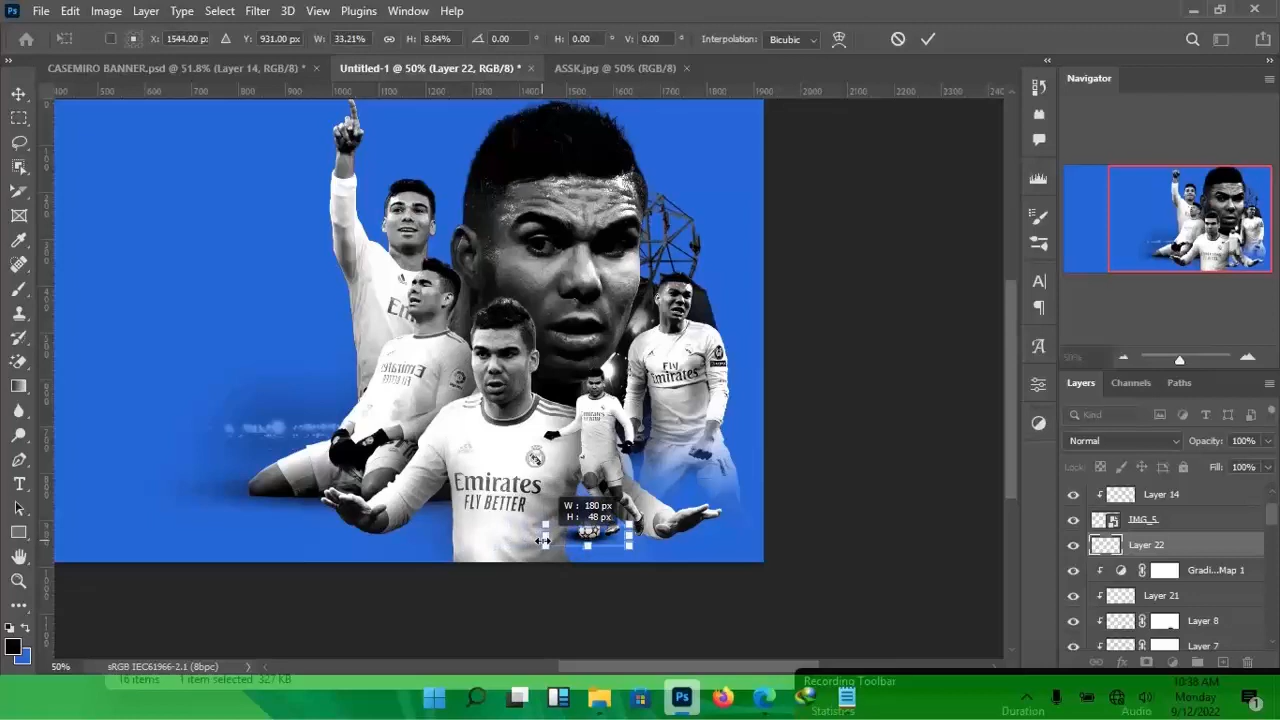 Ps File Edit Image Layer Type Select Filter 3D View Plugins Window Help
X: 1544.00 px Y: 931.00 px W: 33.21% H: 8.84% 0.00 ° H: 0.00 ° V: 0.00 ° Interpolation: Bicubic
CASEMIRO BANNER.psd @ 51.8% (Layer 14, RGB/8) * × Untitled-1 @ 50% (Layer 22, RGB/8) * × ASSK.jpg @ 50% (RGB/8) ×
Navigator
50%
Layers Channels Paths
Kind
Normal Opacity: 100%
Lock: Fill: 100%
Layer 14
IMG_5
Layer 22
Gradi...Map 1
Layer 21
Layer 8
Layer 7
Fly
Emirates
Emirates
FLY BETTER
W : 180 px
H : 48 px
50% sRGB IEC61966-2.1 (8bpc)
16 items 1 item selected 327 KB
Recording Toolbar
Statistics Duration Audio
10:38 AM
Monday
9/12/2022